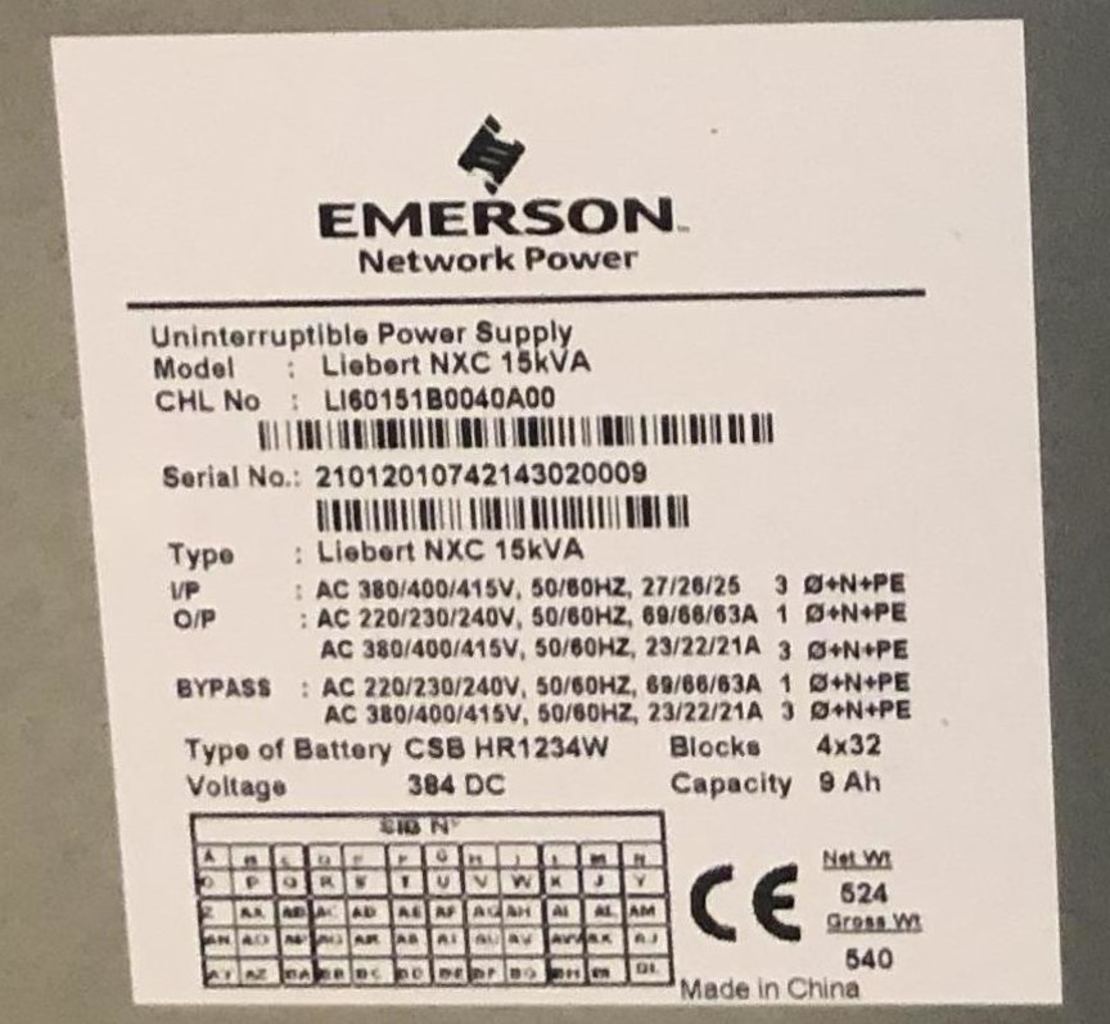 EMERSON
Network Power
Uninterruptible Power Supply
Model : Liebert NXC 15kVA
CHL No : LI60151B0040A00
Serial No.: 21012010742143020009
Type : Liebert NXC 15kVA
I/P : AC 380/400/415V, 50/60HZ, 27/26/25 3 Ø+N+PE
O/P : AC 220/230/240V, 50/60HZ, 69/66/63A 1 Ø+N+PE
AC 380/400/415V, 50/60HZ, 23/22/21A 3 Ø+N+PE
BYPASS : AC 220/230/240V, 50/60HZ, 69/66/63A 1 Ø+N+PE
AC 380/400/415V, 50/60HZ, 23/22/21A 3 Ø+N+PE
Type of Battery CSB HR1234W Blocks 4x32
Voltage 384 DC Capacity 9 Ah
CE
Net Wt
524
Gross Wt
540
Made in China